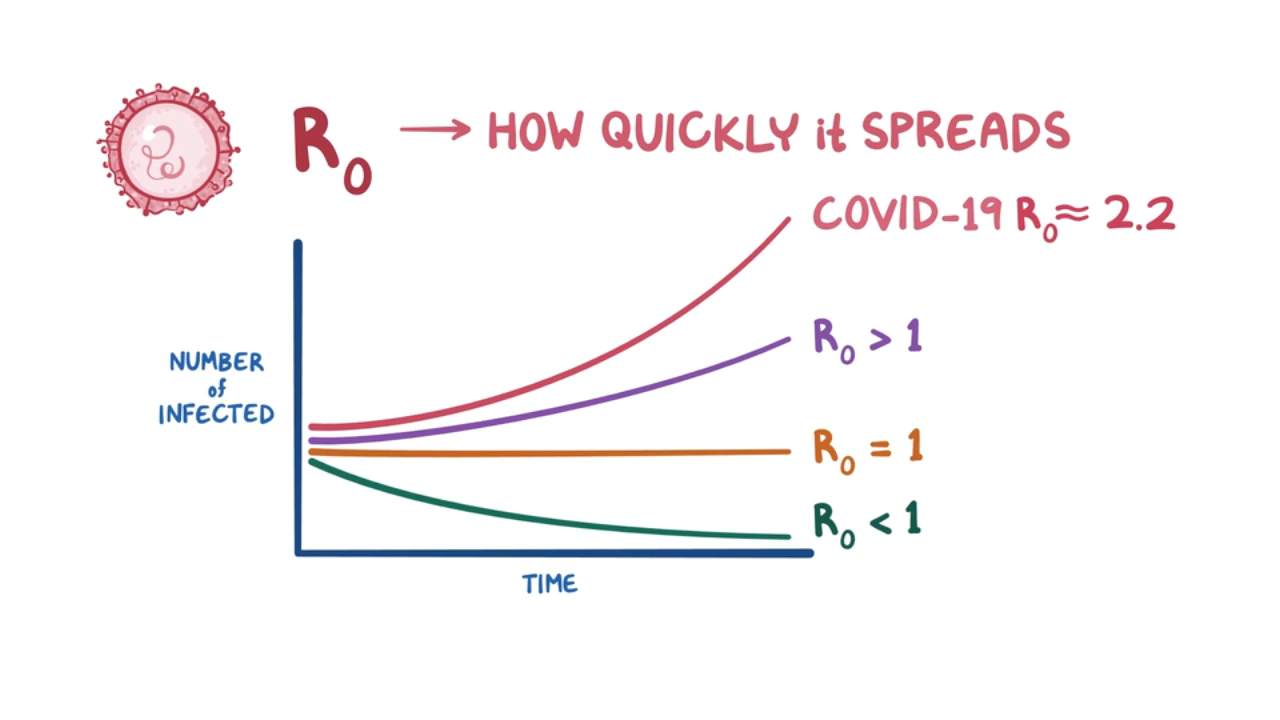 R₀ → HOW QUICKLY it SPREADS
COVID-19 R₀ ≈ 2.2
R₀ > 1
NUMBER
of
INFECTED
R₀ = 1
R₀ < 1
TIME